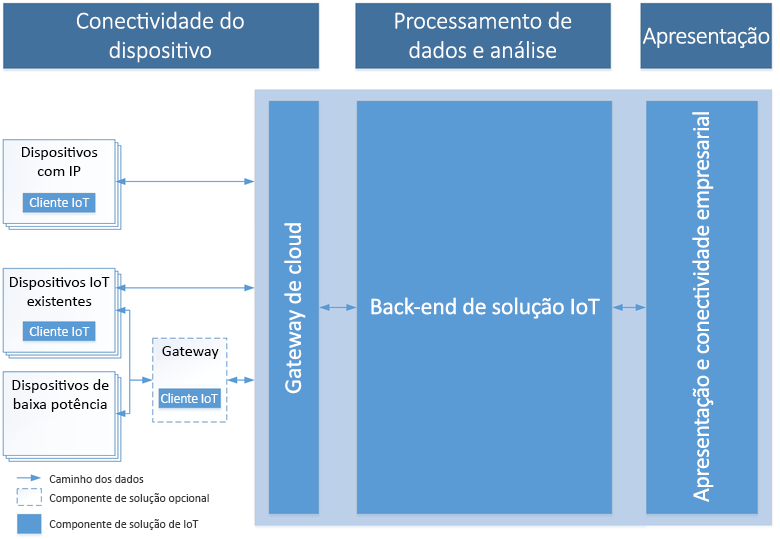 Conectividade do
dispositivo
Processamento de
dados e análise
Apresentação
Dispositivos
com IP
Cliente IoT
Dispositivos IoT
existentes
Cliente IoT
Gateway
Cliente IoT
Dispositivos de
baixa potência
Gateway de cloud
Back-end de solução IoT
Apresentação e conectividade empresarial
Caminho dos dados
Componente de solução opcional
Componente de solução de IoT